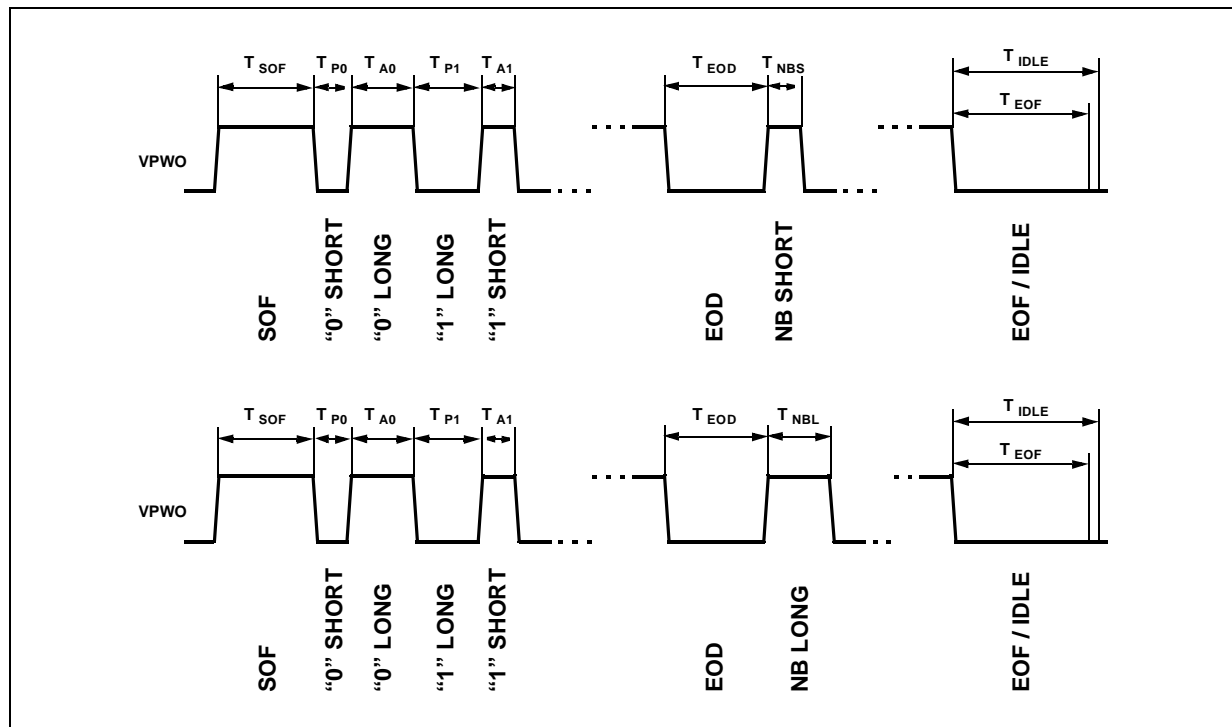 T SOF T P0 T A0 T P1 T A1 T EOD T NBS T IDLE
T EOF
VPWO
SOF "0" SHORT "0" LONG "1" LONG "1" SHORT EOD NB SHORT EOF / IDLE
T SOF T P0 T A0 T P1 T A1 T EOD T NBL T IDLE
T EOF
VPWO
SOF "0" SHORT "0" LONG "1" LONG "1" SHORT EOD NB LONG EOF / IDLE